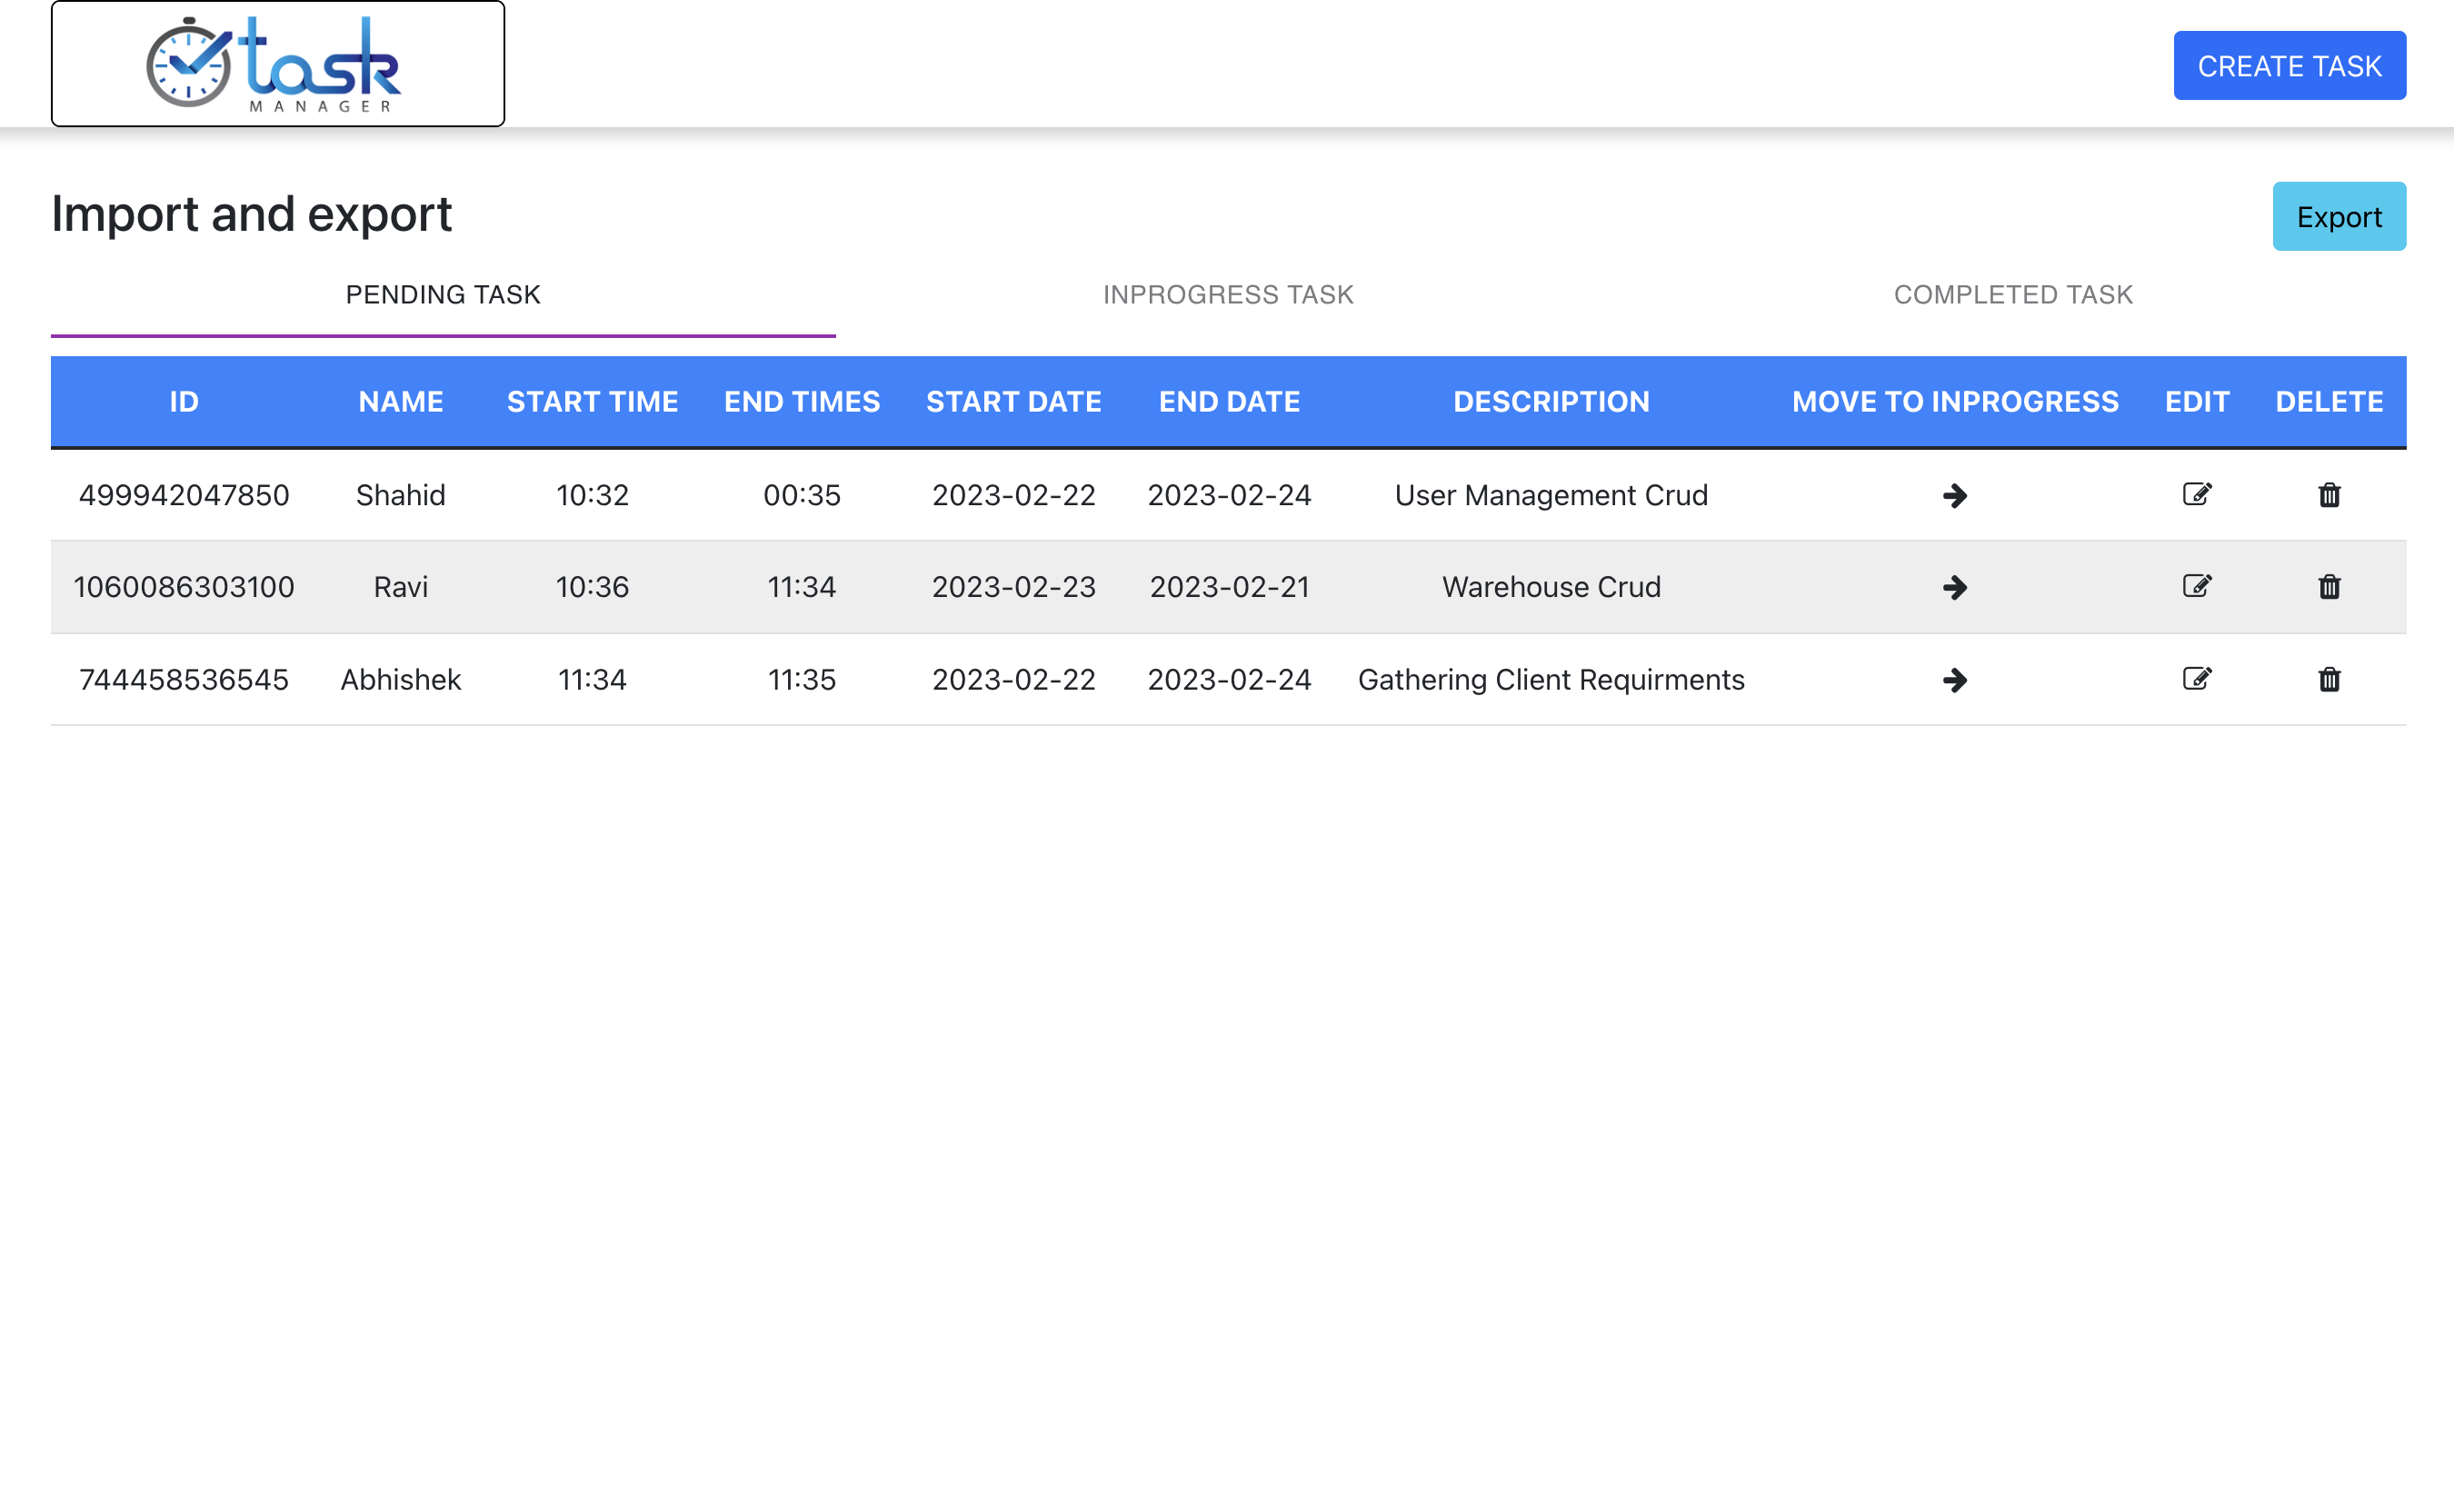 task
MANAGER
CREATE TASK
Import and export
Export
PENDING TASK INPROGRESS TASK COMPLETED TASK
ID NAME START TIME END TIMES START DATE END DATE DESCRIPTION MOVE TO INPROGRESS EDIT DELETE
499942047850 Shahid 10:32 00:35 2023-02-22 2023-02-24 User Management Crud
1060086303100 Ravi 10:36 11:34 2023-02-23 2023-02-21 Warehouse Crud
744458536545 Abhishek 11:34 11:35 2023-02-22 2023-02-24 Gathering Client Requirments